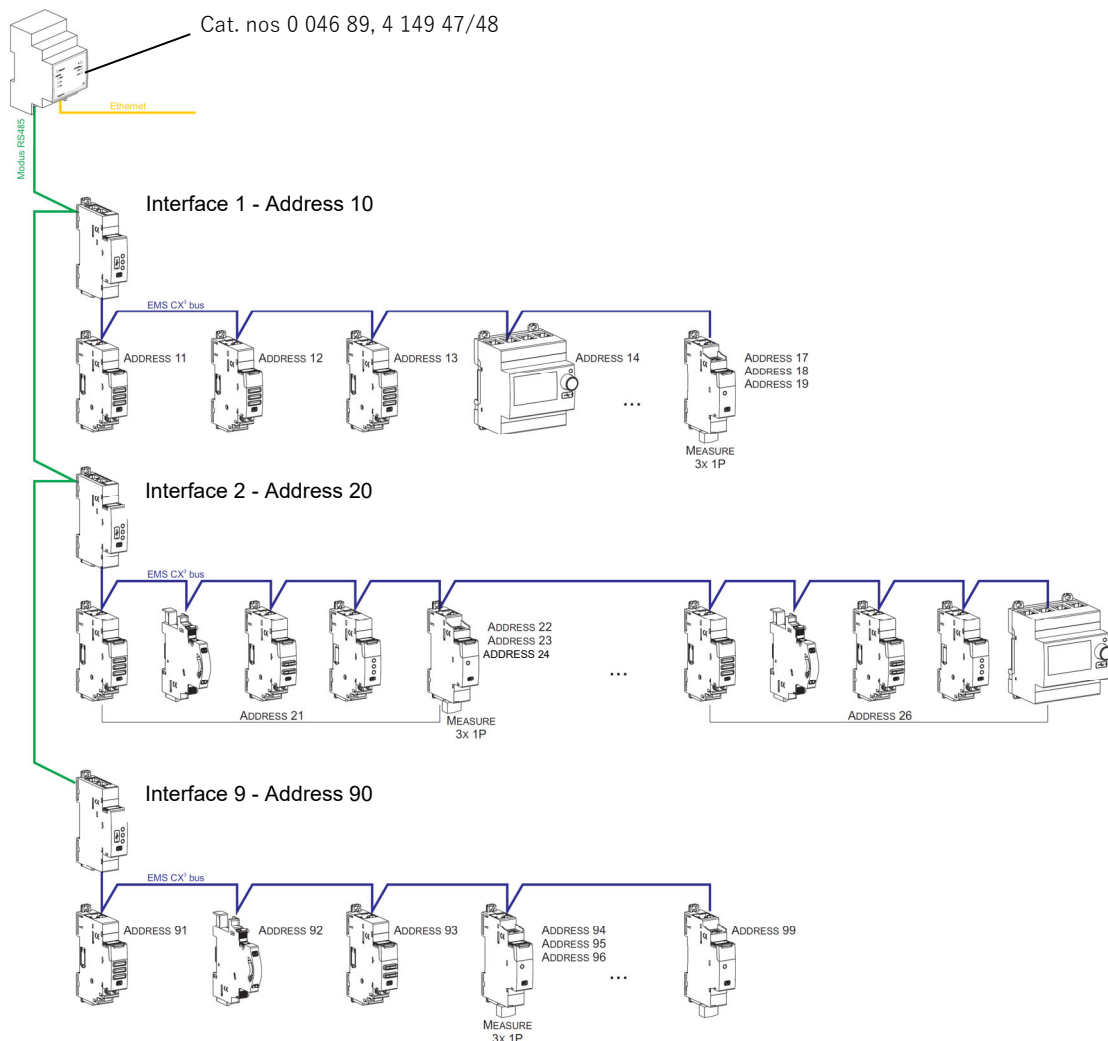 Cat. nos 0 046 89, 4 149 47/48
Ethernet
Modus RS485
Interface 1 - Address 10
EMS CX³ bus
ADDRESS 11
ADDRESS 12
ADDRESS 13
ADDRESS 14
...
ADDRESS 17
ADDRESS 18
ADDRESS 19
MEASURE
3X 1P
Interface 2 - Address 20
EMS CX³ bus
ADDRESS 22
ADDRESS 23
ADDRESS 24
...
ADDRESS 21
MEASURE
3X 1P
ADDRESS 26
Interface 9 - Address 90
EMS CX³ bus
ADDRESS 91
ADDRESS 92
ADDRESS 93
ADDRESS 94
ADDRESS 95
ADDRESS 96
...
ADDRESS 99
MEASURE
3X 1P